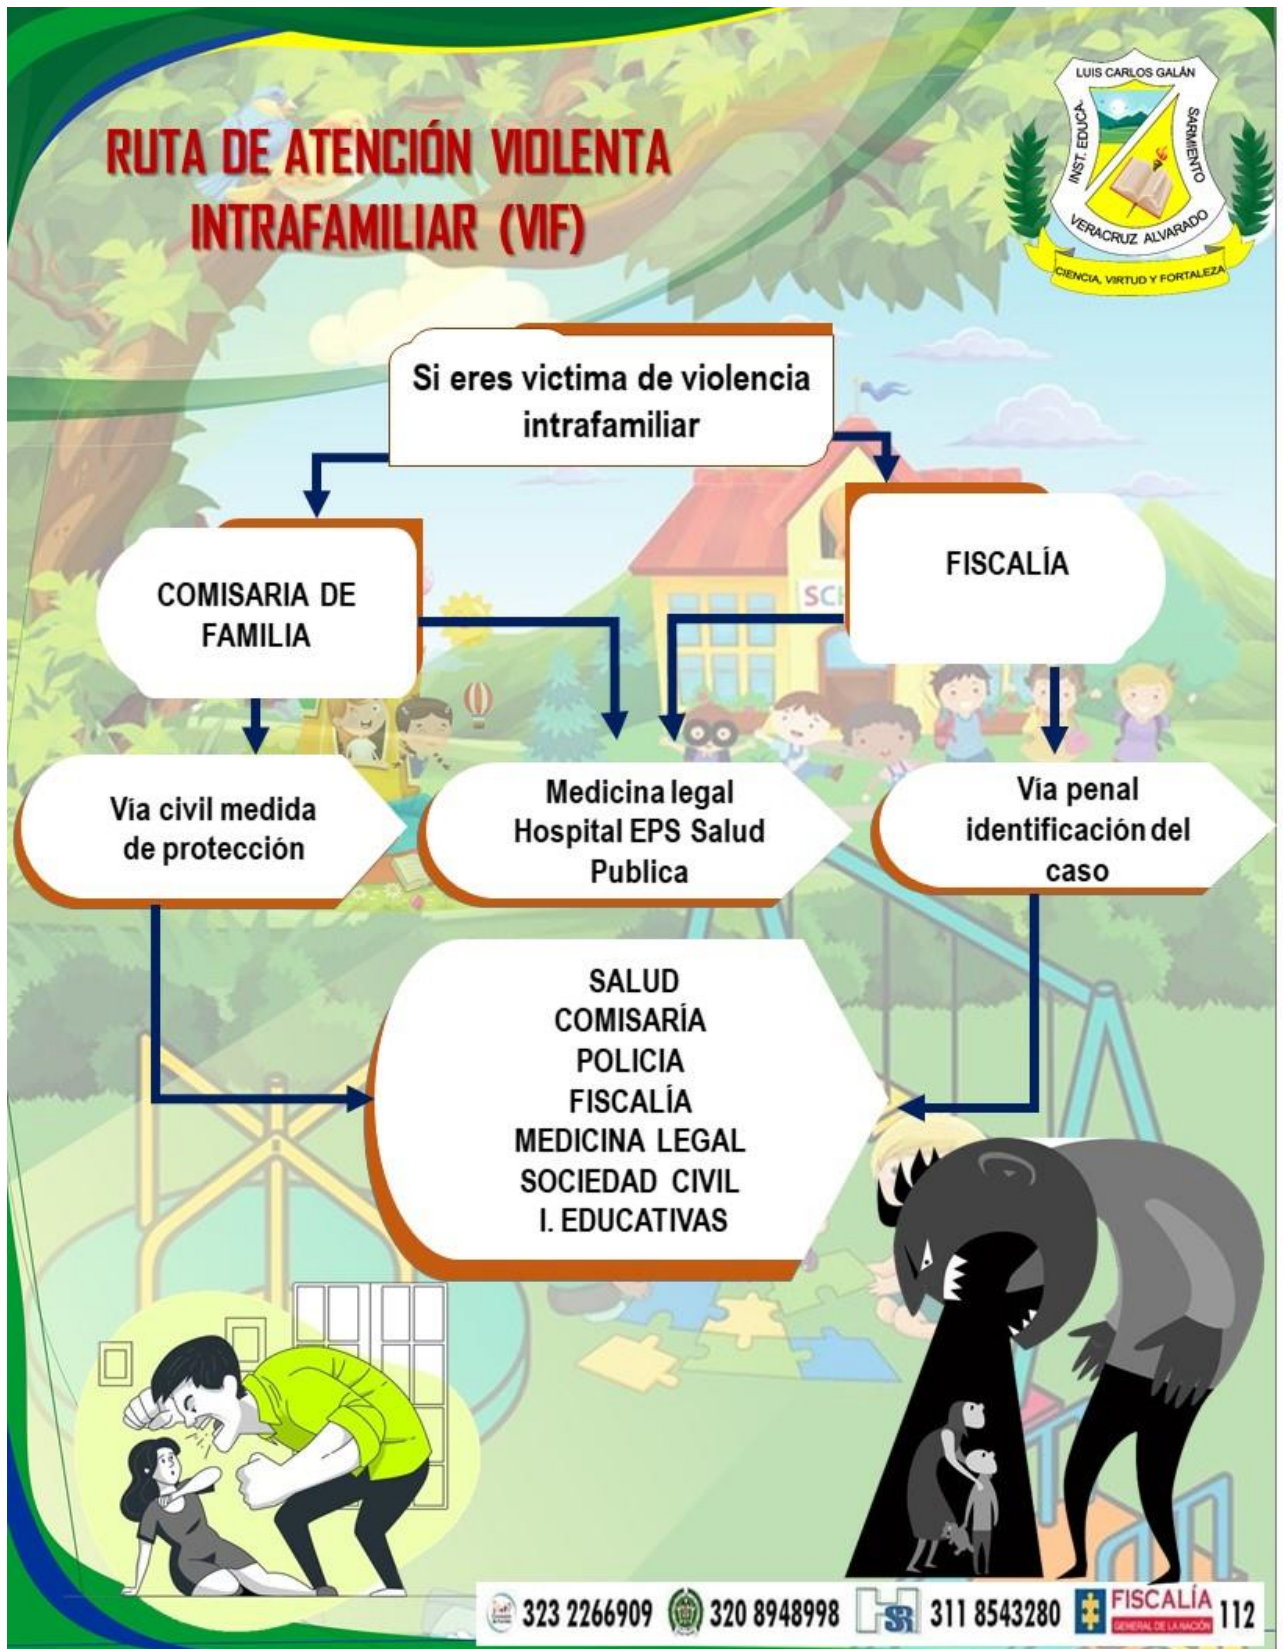 RUTA DE ATENCIÓN VIOLENTA
INTRAFAMILIAR (VIF)
LUIS CARLOS GALÁN
INST. EDUCA.
SARMIENTO
VERACRUZ ALVARADO
CIENCIA, VIRTUD Y FORTALEZA
Si eres victima de violencia
intrafamiliar
COMISARIA DE
FAMILIA
FISCALÍA
SCH
Vía civil medida
de protección
Medicina legal
Hospital EPS Salud
Publica
Vía penal
identificación del
caso
SALUD
COMISARÍA
POLICIA
FISCALÍA
MEDICINA LEGAL
SOCIEDAD CIVIL
I. EDUCATIVAS
323 2266909
320 8948998
HSR
311 8543280
FISCALÍA
GENERAL DE LA NACIÓN
112